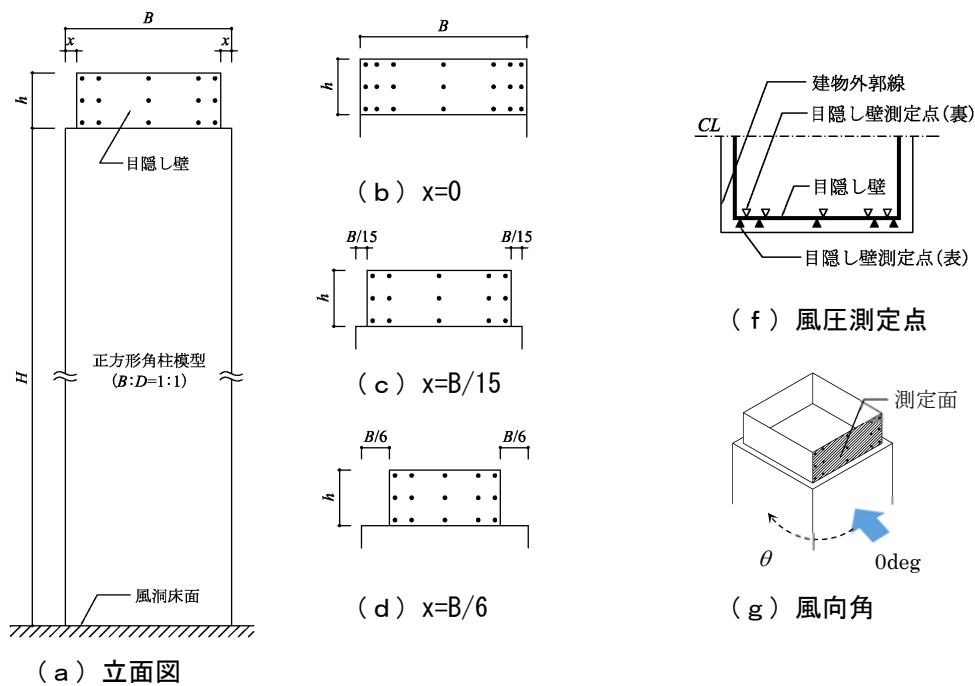 B
x
x
h
目隠し壁
H
正方形角柱模型
(B:D=1:1)
風洞床面
（a）立面図
B
h
（b）x=0
B/15
B/15
h
（c）x=B/15
B/6
B/6
h
（d）x=B/6
建物外郭線
目隠し壁測定点(裏)
CL
目隠し壁
目隠し壁測定点(表)
（f）風圧測定点
測定面
θ
0deg
（g）風向角